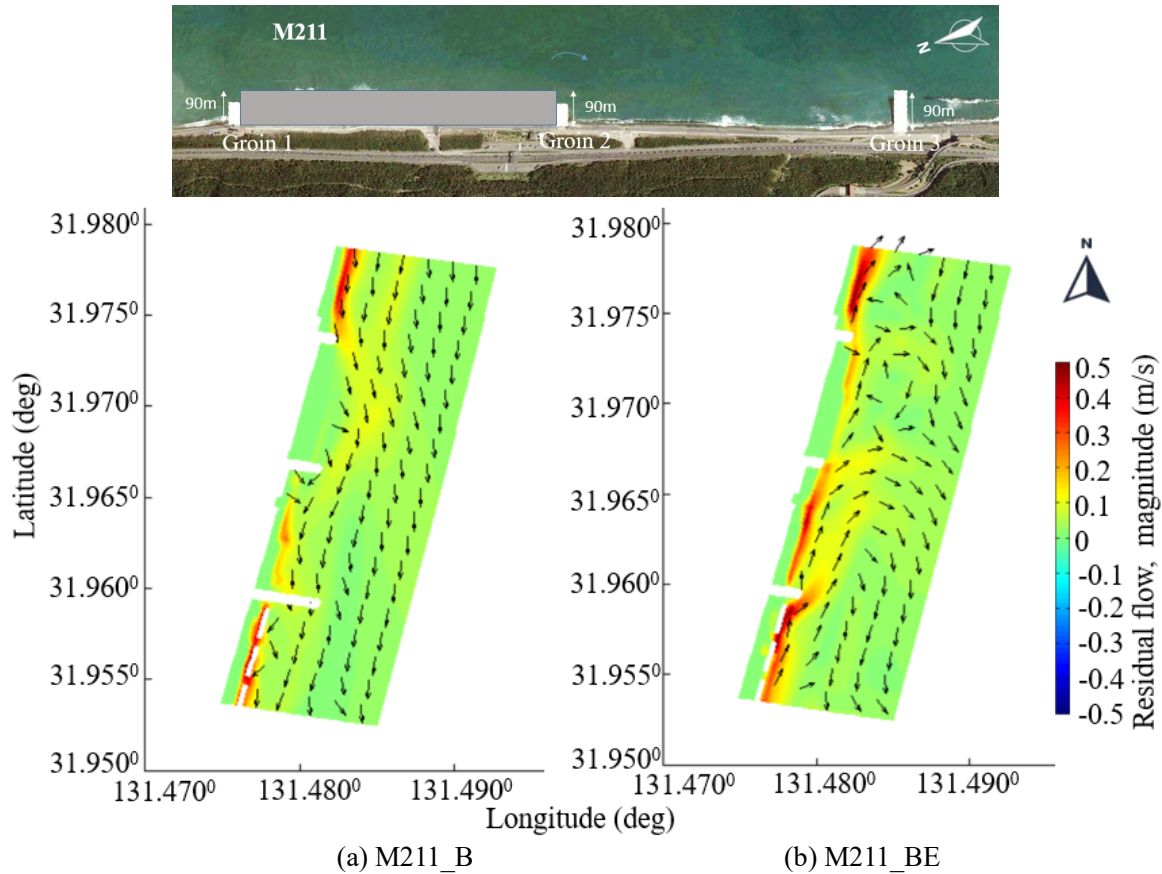 M211
N
90m
90m
90m
Groin 1
Groin 2
Groin 3
31.980⁰
31.975⁰
31.970⁰
31.965⁰
31.960⁰
31.955⁰
31.950⁰
131.470⁰ 131.480⁰ 131.490⁰
Latitude (deg)
31.980⁰
31.975⁰
31.970⁰
31.965⁰
31.960⁰
31.955⁰
31.950⁰
131.470⁰ 131.480⁰ 131.490⁰
Longitude (deg)
N
0.5
0.4
0.3
0.2
0.1
0
-0.1
-0.2
-0.3
-0.4
-0.5
Residual flow, magnitude (m/s)
(a) M211_B
(b) M211_BE